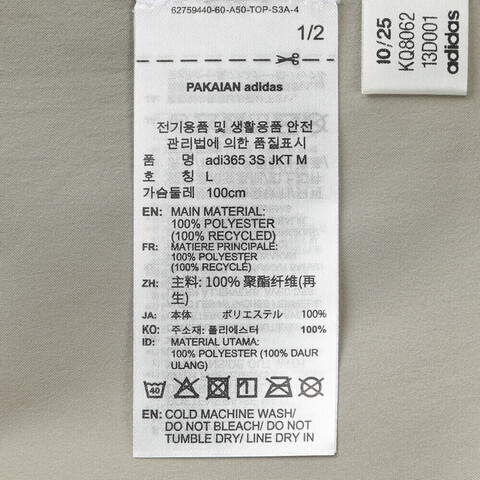 62759440-60-A50-TOP-S3A-4
1/2
PAKAIAN adidas
전기용품 및 생활용품 안전
관리법에 의한 품질표시
품 명 adi365 3S JKT M
호 칭 L
가슴둘레 100cm
EN: MAIN MATERIAL:
100% POLYESTER
(100% RECYCLED)
FR: MATIERE PRINCIPALE:
100% POLYESTER
(100% RECYCLÉ)
ZH: 主料: 100% 聚酯纤维(再
生)
JA: 本体 ポリエステル 100%
KO: 주소재: 폴리에스터 100%
ID: MATERIAL UTAMA:
100% POLYESTER (100% DAUR
ULANG)
40
EN: COLD MACHINE WASH/
DO NOT BLEACH/ DO NOT
TUMBLE DRY/ LINE DRY IN
10/25
KQ8062
13D001
adidas